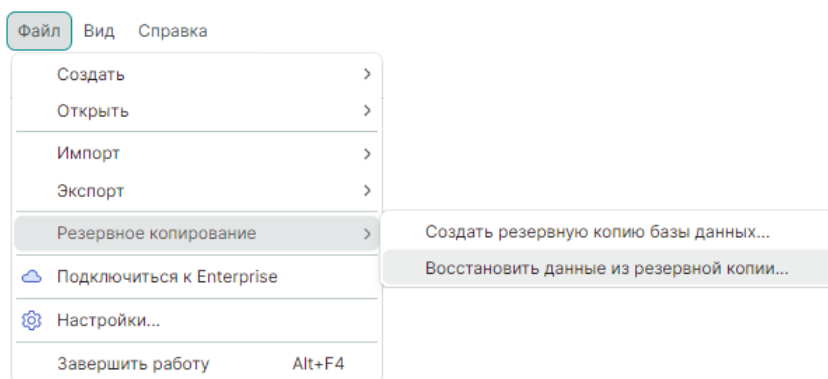 Файл Вид Справка
Создать
Открыть
Импорт
Экспорт
Резервное копирование
Создать резервную копию базы данных...
Восстановить данные из резервной копии...
Подключиться к Enterprise
Настройки...
Завершить работу Alt+F4